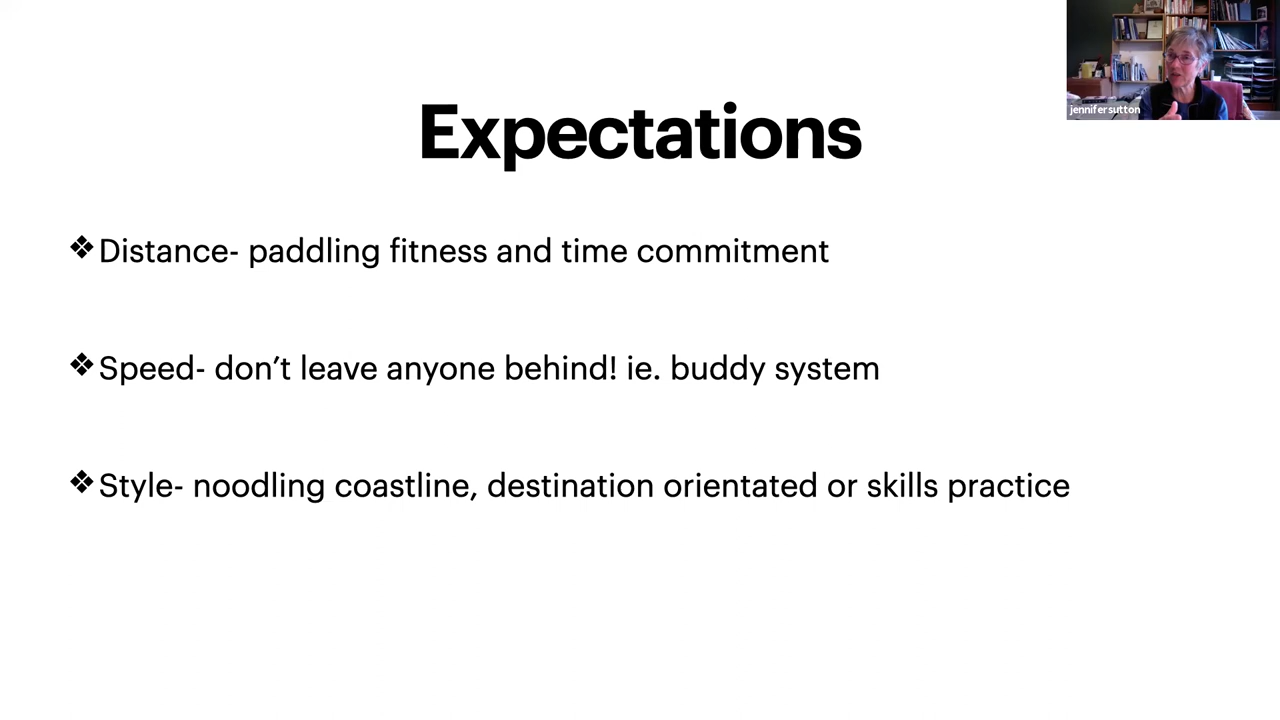 jennifersutton
Expectations
❖Distance- paddling fitness and time commitment
❖Speed- don’t leave anyone behind! ie. buddy system
❖Style- noodling coastline, destination orientated or skills practice